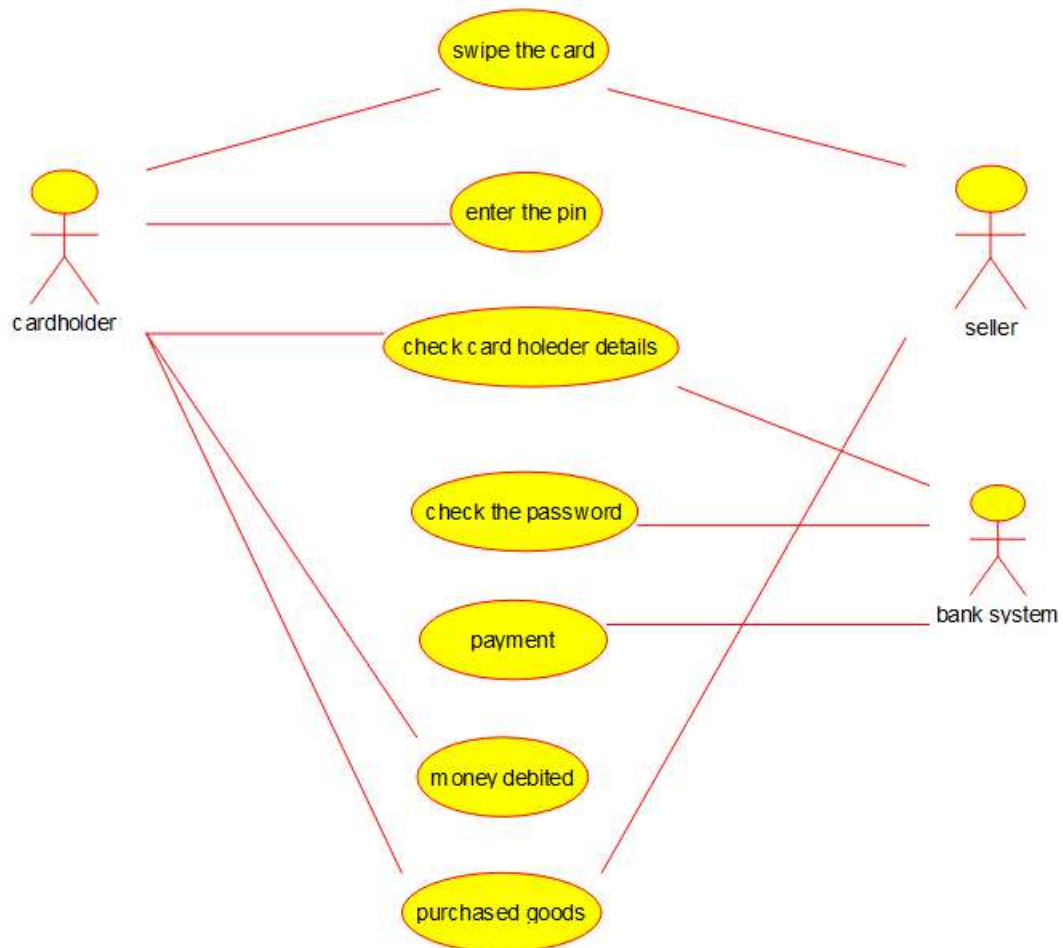 swipe the card
enter the pin
cardholder
seller
check card holeder details
check the password
bank system
payment
money debited
purchased goods